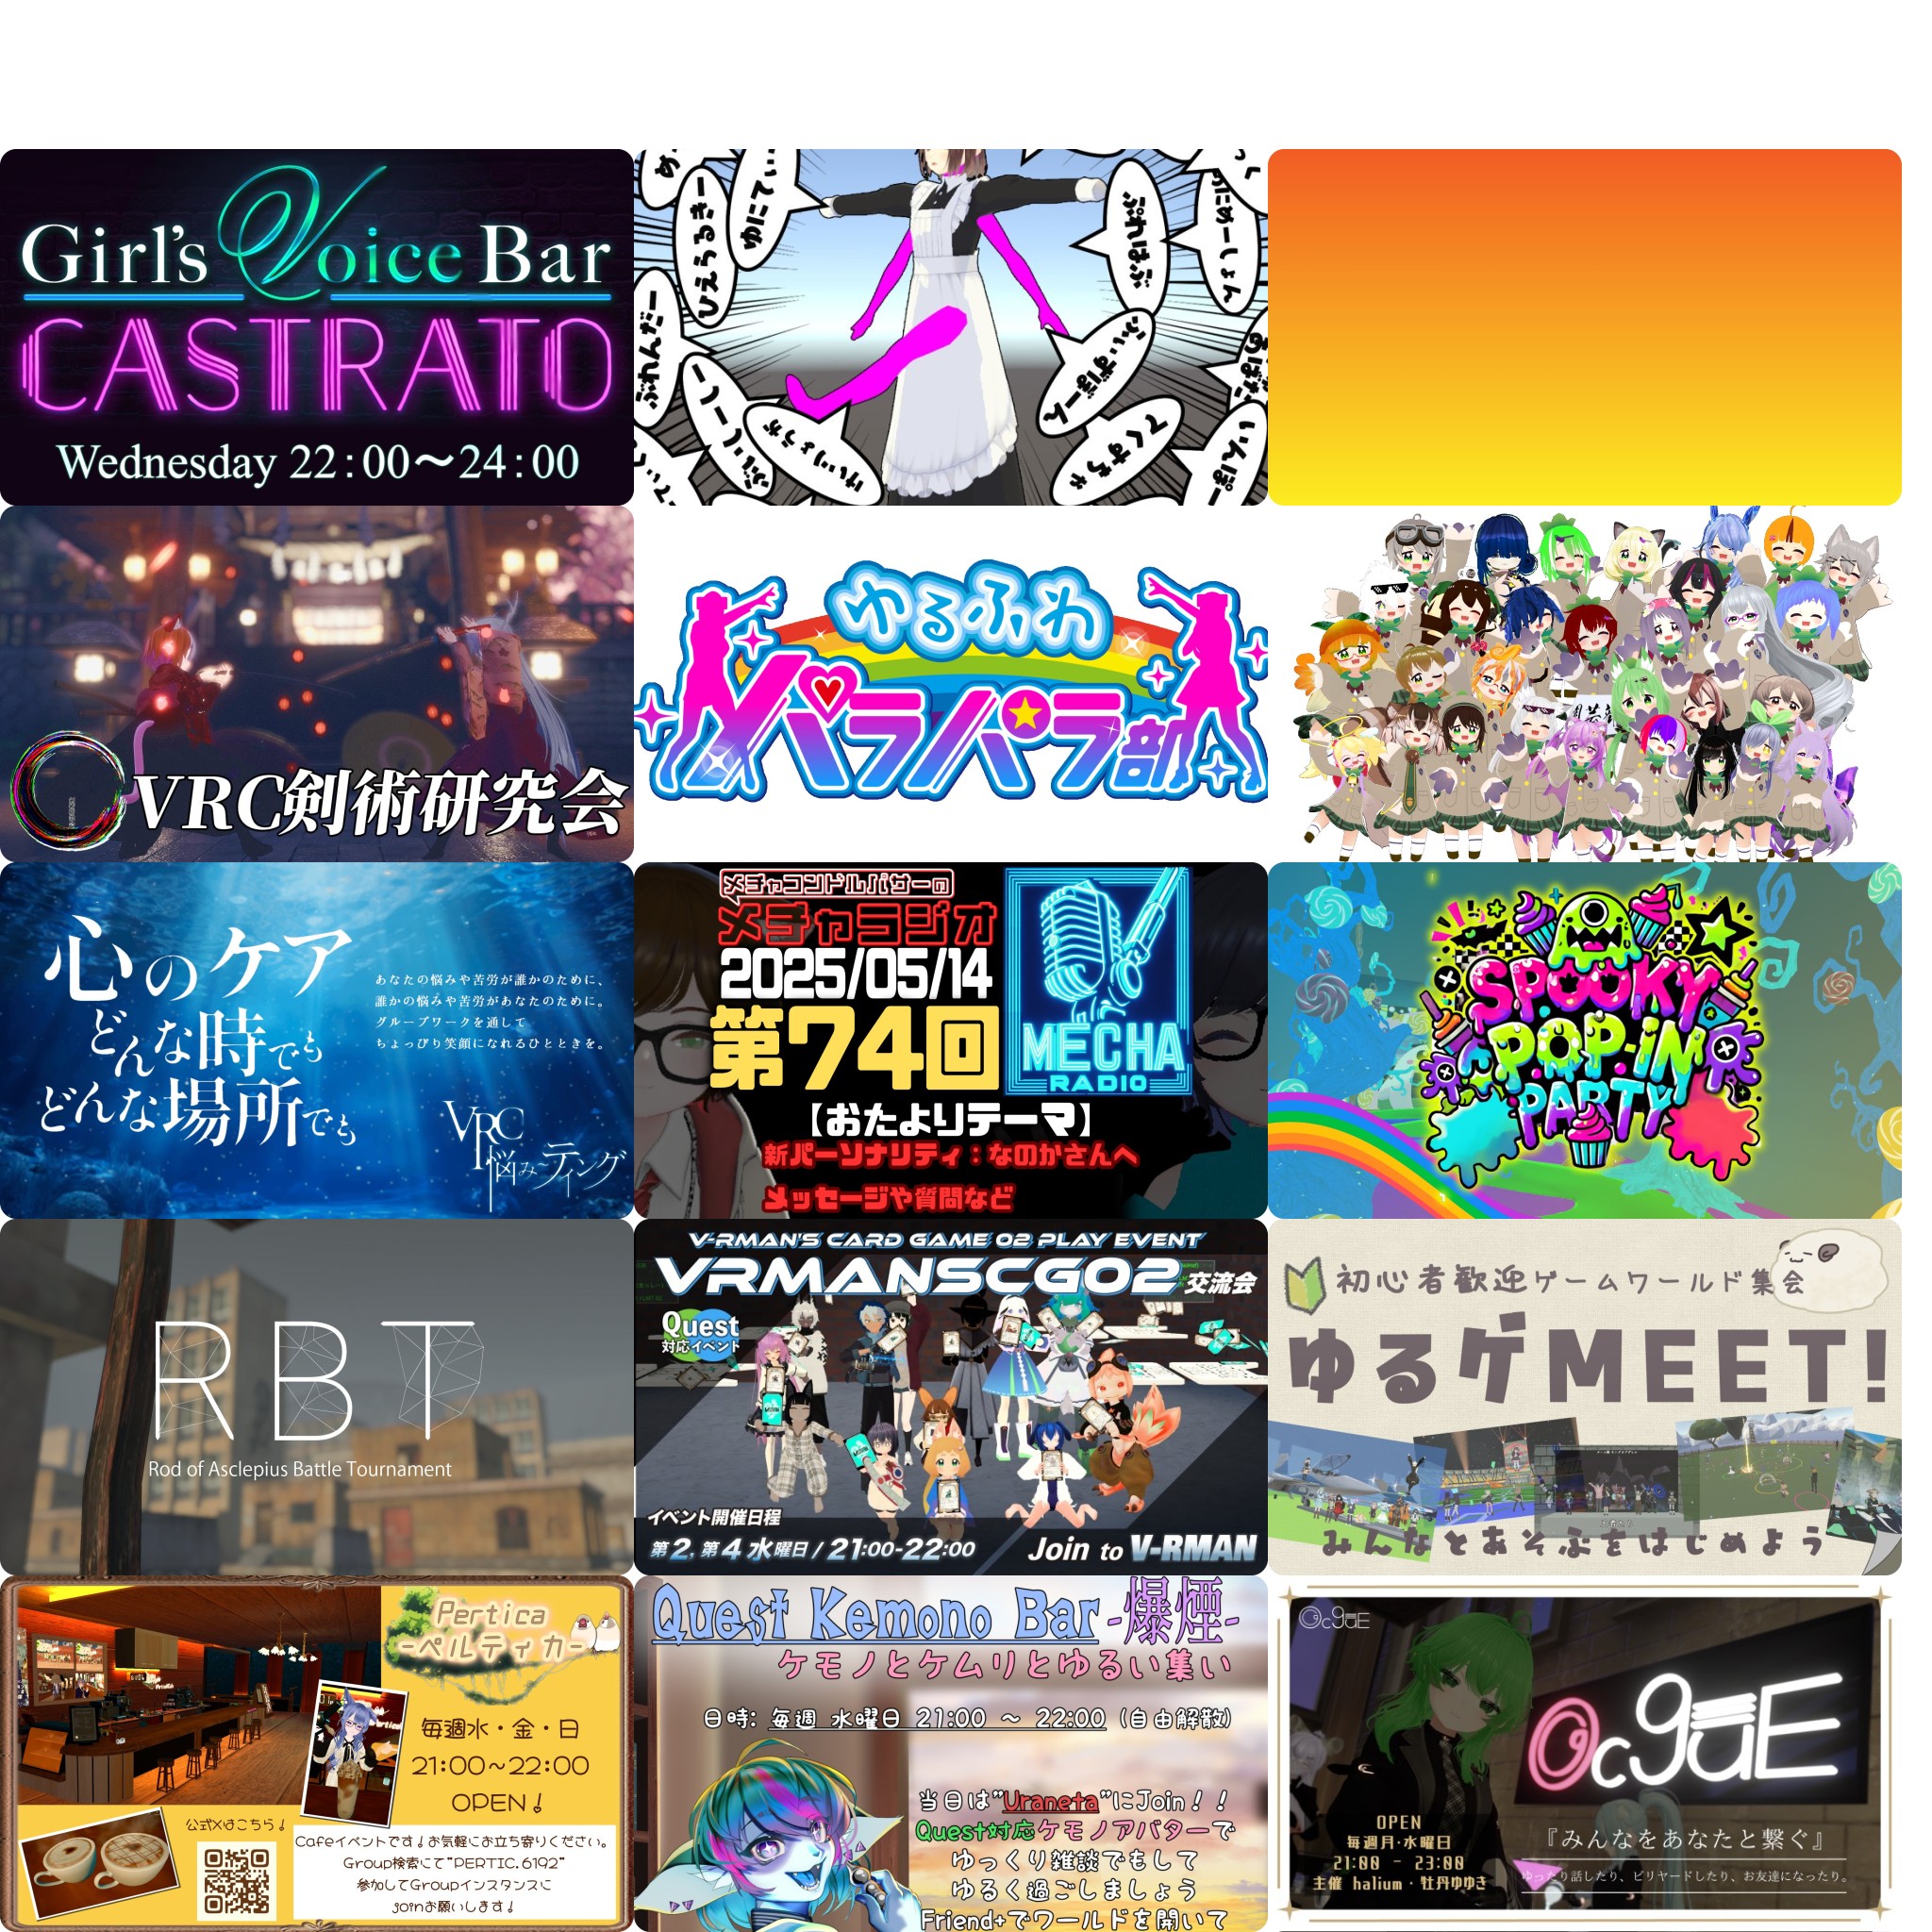 Girl's Voice Bar
CASTRATO
Wednesday 22:00〜24:00
ゆにてぃ
びえるるきー
ぷれはぶ
ぶれんだー
ふぃずぼーん
てくすちゃ
VRC剣術研究会
ゆるふわ
パラパラ部
心のケア
どんな時でも
どんな場所でも
あなたの悩みや苦労が誰かのために、
誰かの悩みや苦労があなたのために。
グループワークを通して
ちょっぴり笑顔になれるひとときを。
VRC
悩み〜ティング
メチャコンドルバサーの
メチャラジオ
2025/05/14
第74回
【おたよりテーマ】
新パーソナリティ：なのかさんへ
メッセージや質問など
MECHA
RADIO
SPOOKY
POP-iN
PARTY
RBT
Rod of Asclepius Battle Tournament
V-RMAN'S CARD GAME 02 PLAY EVENT
VRMANSCG02 交流会
Quest
対応イベント
イベント開催日程
第2, 第4 水曜日 / 21:00-22:00
Join to V-RMAN
初心者歓迎ゲームワールド集会
ゆるゲMEET!
みんなとあそぶをはじめよう
Pertica
-ペルティカ-
毎週水・金・日
21:00~22:00
OPEN!
公式Xはこちら!
Cafeイベントです!お気軽にお立ち寄りください。
Group検索にて"PERTIC.6192"
参加してGroupインスタンスに
joinお願いします!
Quest Kemono Bar-爆煙-
ケモノとケムリとゆるい集い
日時: 毎週 水曜日 21:00 ～ 22:00 (自由解散)
当日は"Uraneta"にJoin!!
Quest対応ケモノアバターで
ゆっくり雑談でもして
ゆるく過ごしましょう
Friend+でワールドを開いて
OcguE
OcguE
OPEN
毎週月・水曜日
21:00 - 23:00
主催 halium・牡丹ゆゆき
『みんなをあなたと繋ぐ』
ゆったり話したり、ビリヤードしたり、お友達になったり。